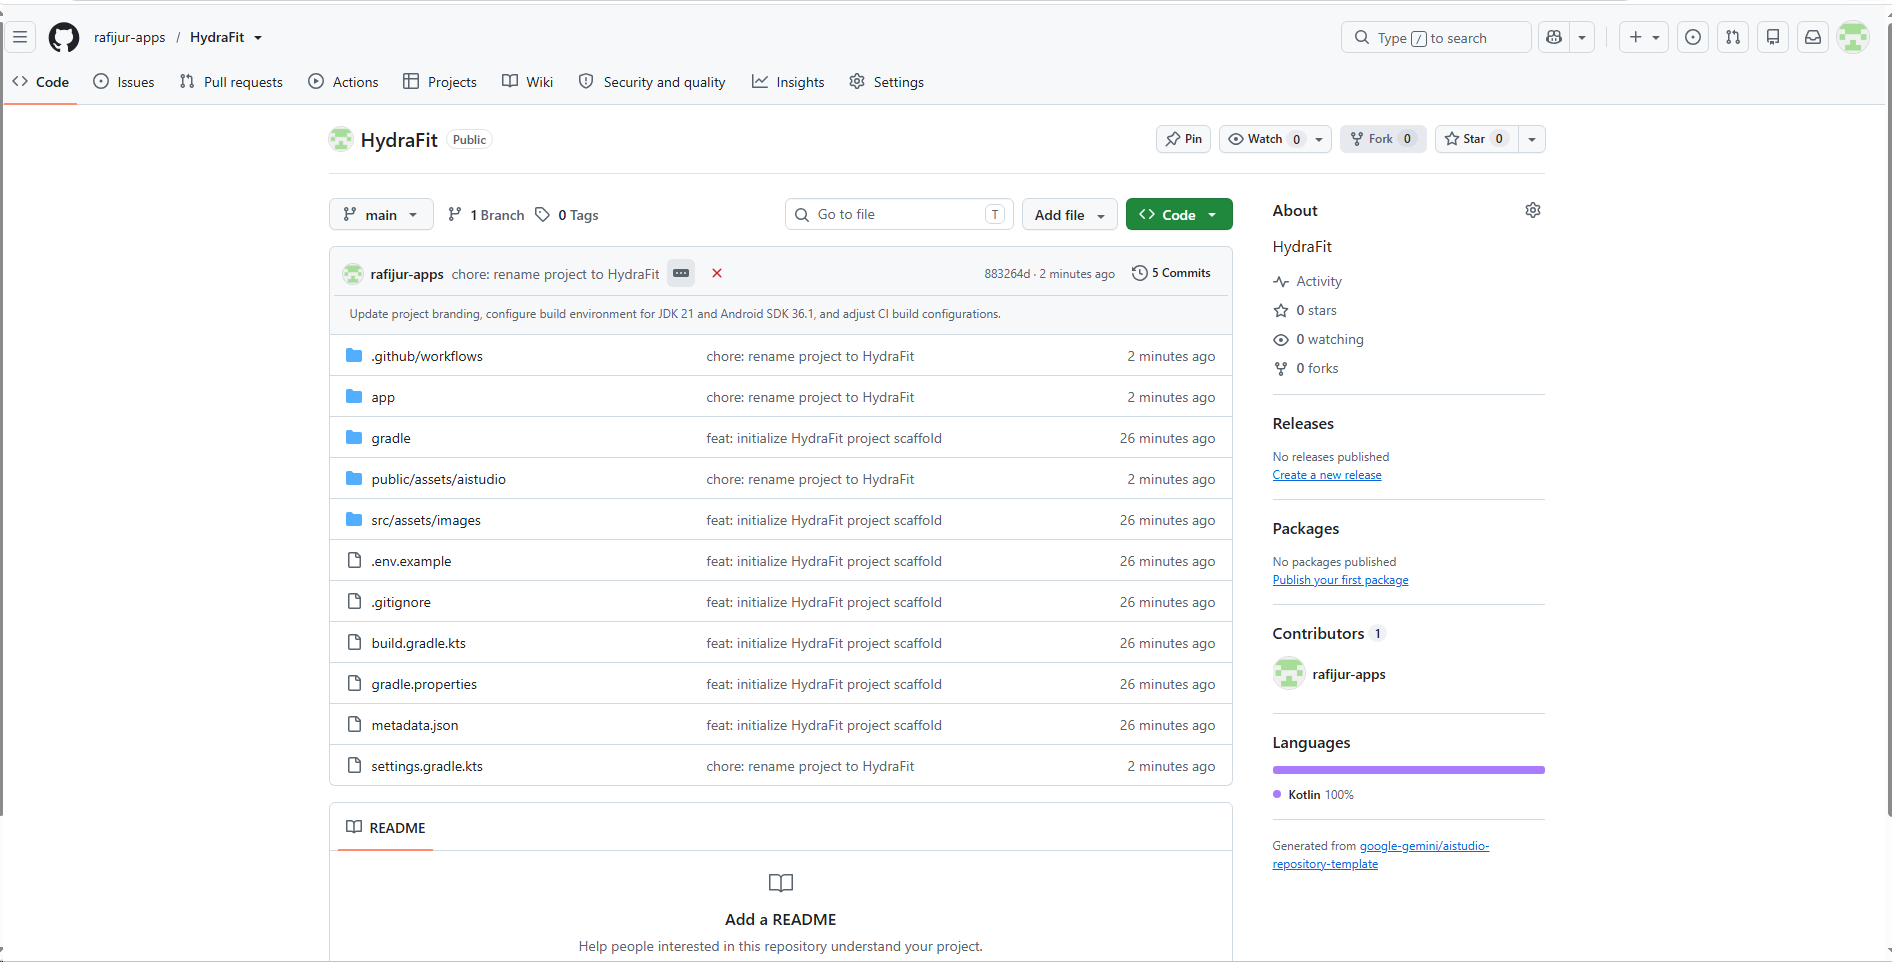 rafijur-apps / HydraFit
Type / to search
Code
Issues
Pull requests
Actions
Projects
Wiki
Security and quality
Insights
Settings
HydraFit Public
Pin
Watch 0
Fork 0
Star 0
main
1 Branch
0 Tags
Go to file T
Add file
Code
rafijur-apps chore: rename project to HydraFit
883264d · 2 minutes ago
5 Commits
Update project branding, configure build environment for JDK 21 and Android SDK 36.1, and adjust CI build configurations.
.github/workflows chore: rename project to HydraFit 2 minutes ago
app chore: rename project to HydraFit 2 minutes ago
gradle feat: initialize HydraFit project scaffold 26 minutes ago
public/assets/aistudio chore: rename project to HydraFit 2 minutes ago
src/assets/images feat: initialize HydraFit project scaffold 26 minutes ago
.env.example feat: initialize HydraFit project scaffold 26 minutes ago
.gitignore feat: initialize HydraFit project scaffold 26 minutes ago
build.gradle.kts feat: initialize HydraFit project scaffold 26 minutes ago
gradle.properties feat: initialize HydraFit project scaffold 26 minutes ago
metadata.json feat: initialize HydraFit project scaffold 26 minutes ago
settings.gradle.kts chore: rename project to HydraFit 2 minutes ago
README
Add a README
Help people interested in this repository understand your project.
About
HydraFit
Activity
0 stars
0 watching
0 forks
Releases
No releases published
Create a new release
Packages
No packages published
Publish your first package
Contributors 1
rafijur-apps
Languages
Kotlin 100%
Generated from google-gemini/aistudio-
repository-template